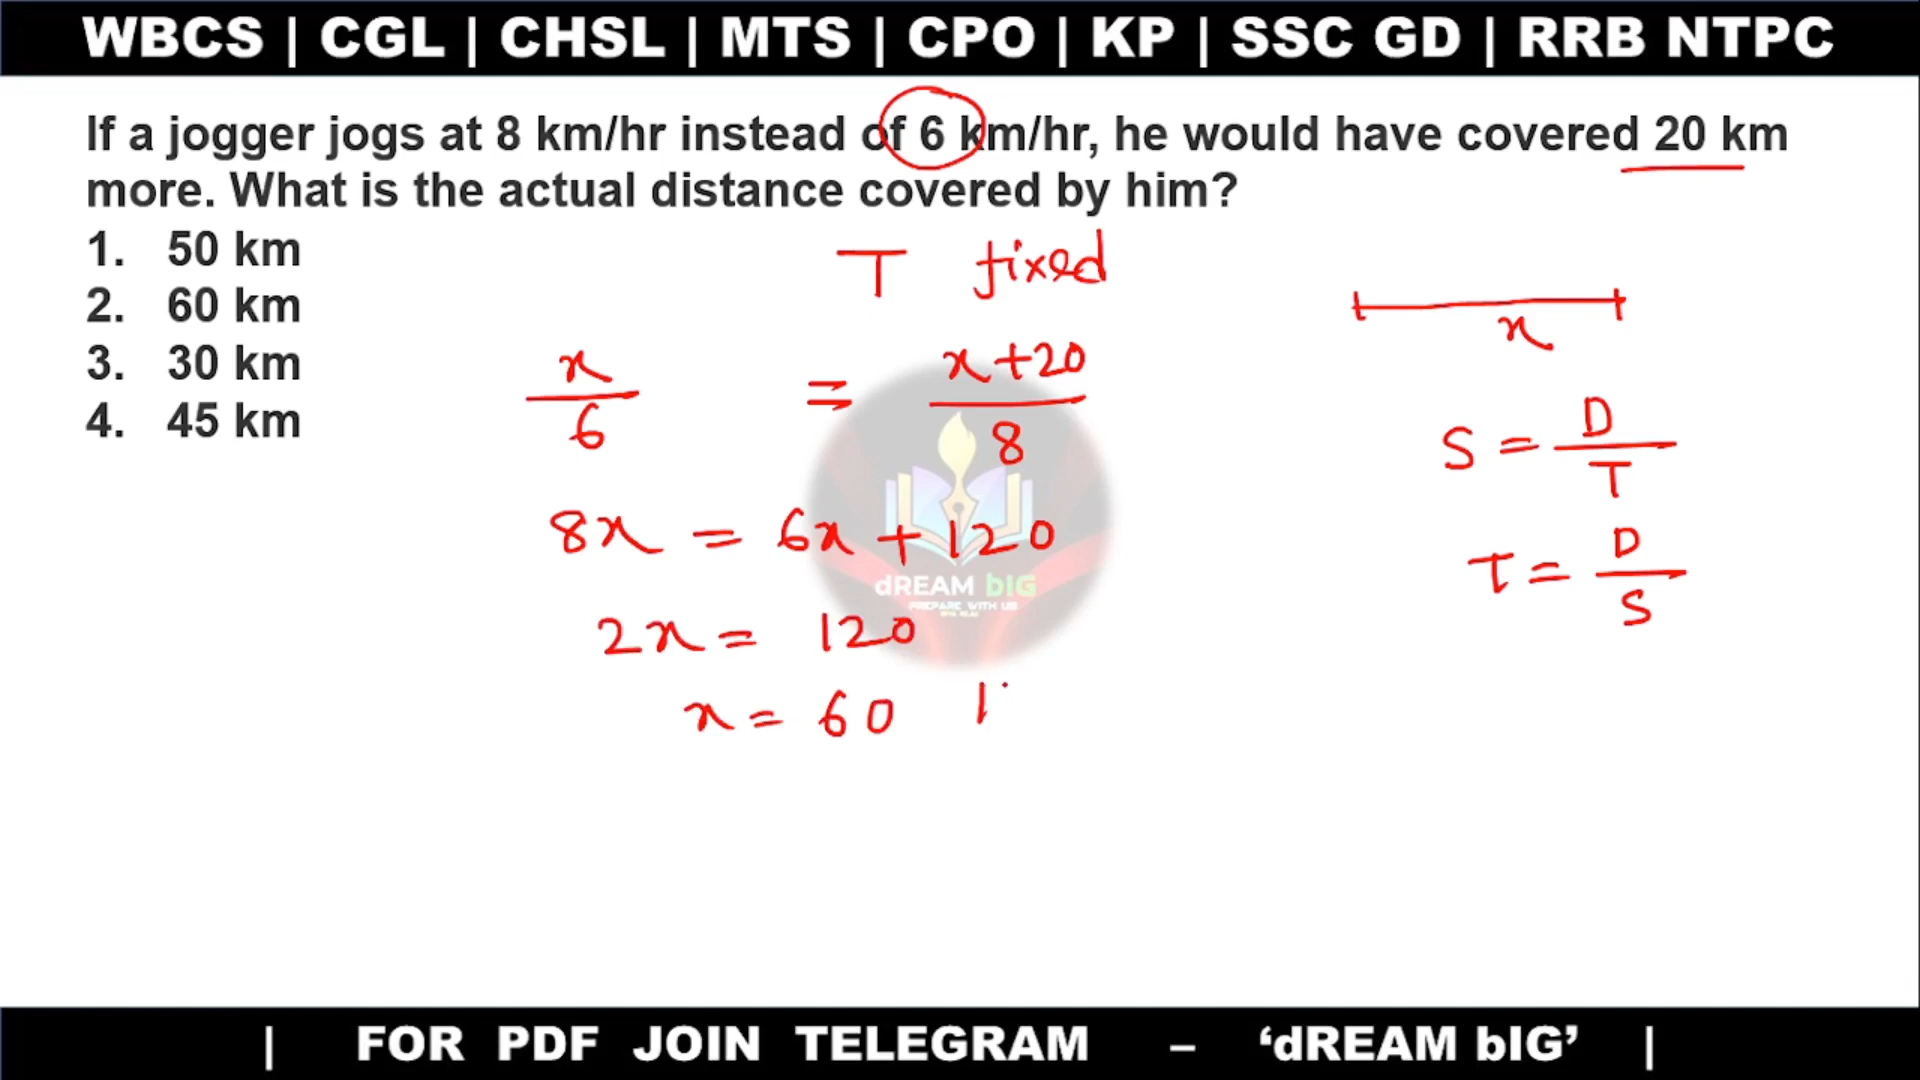 WBCS | CGL | CHSL | MTS | CPO | KP | SSC GD | RRB NTPC
If a jogger jogs at 8 km/hr instead of 6 km/hr, he would have covered 20 km
more. What is the actual distance covered by him?
1. 50 km
2. 60 km
3. 30 km
4. 45 km
T fixed
x
x/6 = x+20/8
S = D/T
8x = 6x + 120
T = D/S
dREAM bIG
PREPARE WITH US
2x = 120
x = 60
| FOR PDF JOIN TELEGRAM – ‘dREAM bIG’ |